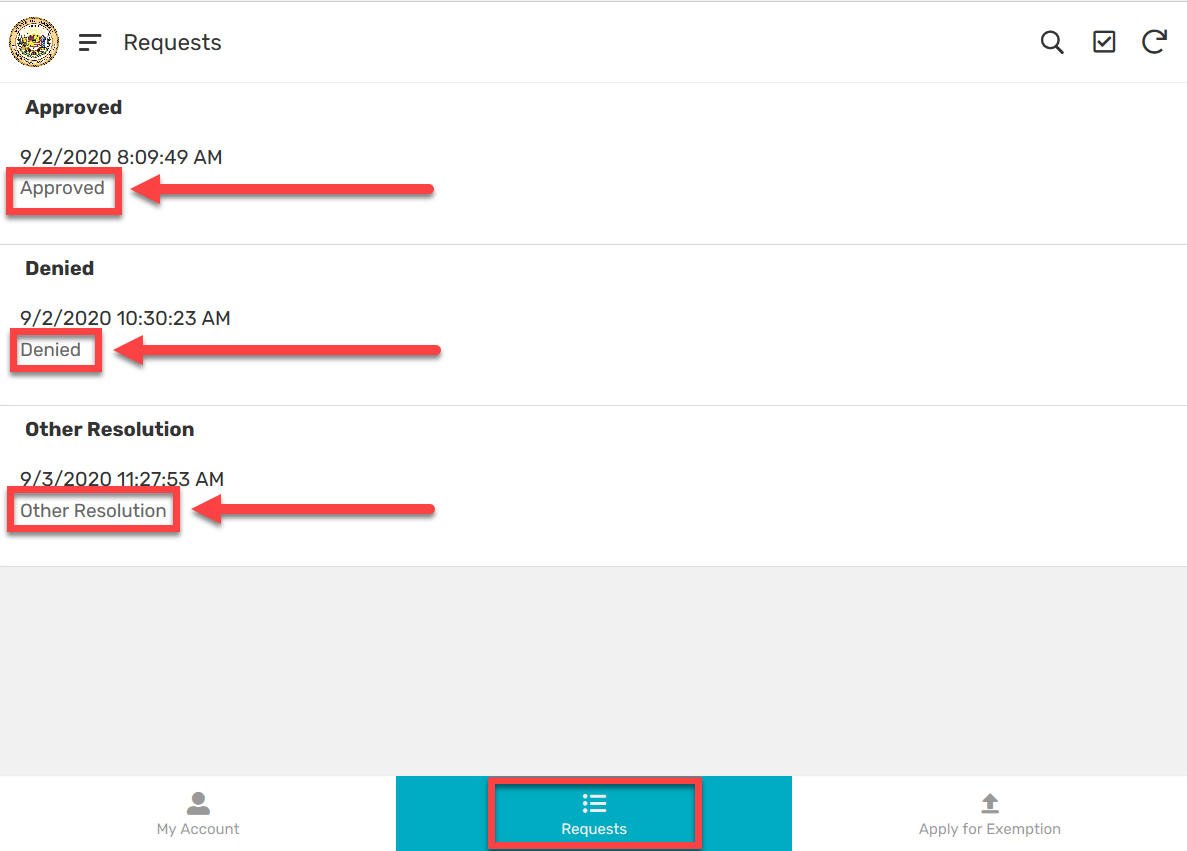 Requests
Approved
9/2/2020 8:09:49 AM
Approved
Denied
9/2/2020 10:30:23 AM
Denied
Other Resolution
9/3/2020 11:27:53 AM
Other Resolution
My Account
Requests
Apply for Exemption